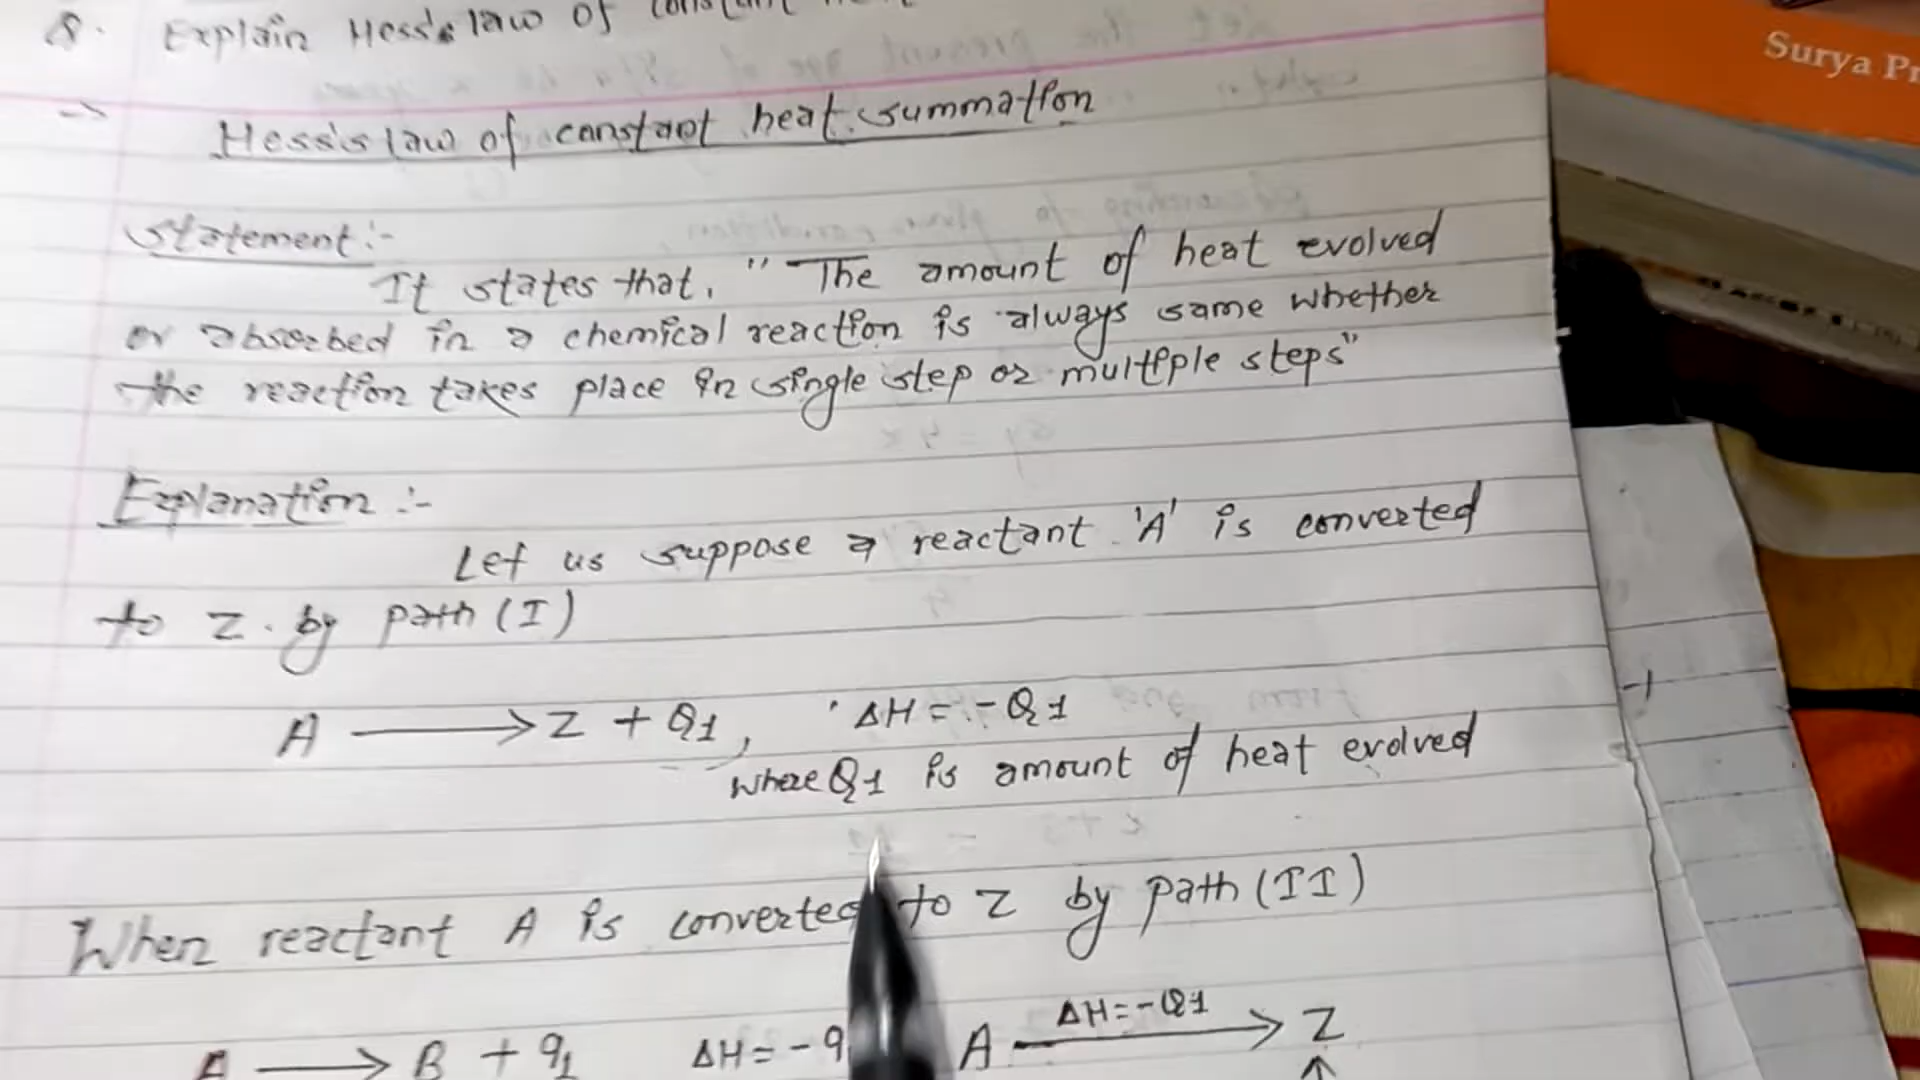 8. Explain Hess's law of constant
Surya Pr
→ Hess's law of constant heat summation
Statement :-
It states that, "The amount of heat evolved
or absorbed in a chemical reaction is always same whether
the reaction takes place in single step or multiple steps"
Explanation :-
Let us suppose a reactant 'A' is converted
to Z. by path (I)
A → Z + Q1, ΔH = -Q1
where Q1 is amount of heat evolved
When reactant A is converted to Z by path (II)
A → B + q1 ΔH = -q
A → Z ΔH = -Q1